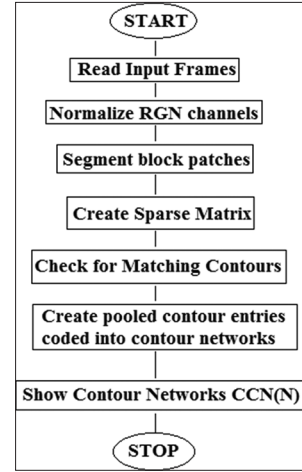 START
Read Input Frames
Normalize RGN channels
Segment block patches
Create Sparse Matrix
Check for Matching Contours
Create pooled contour entries
coded into contour networks
Show Contour Networks CCN(N)
STOP